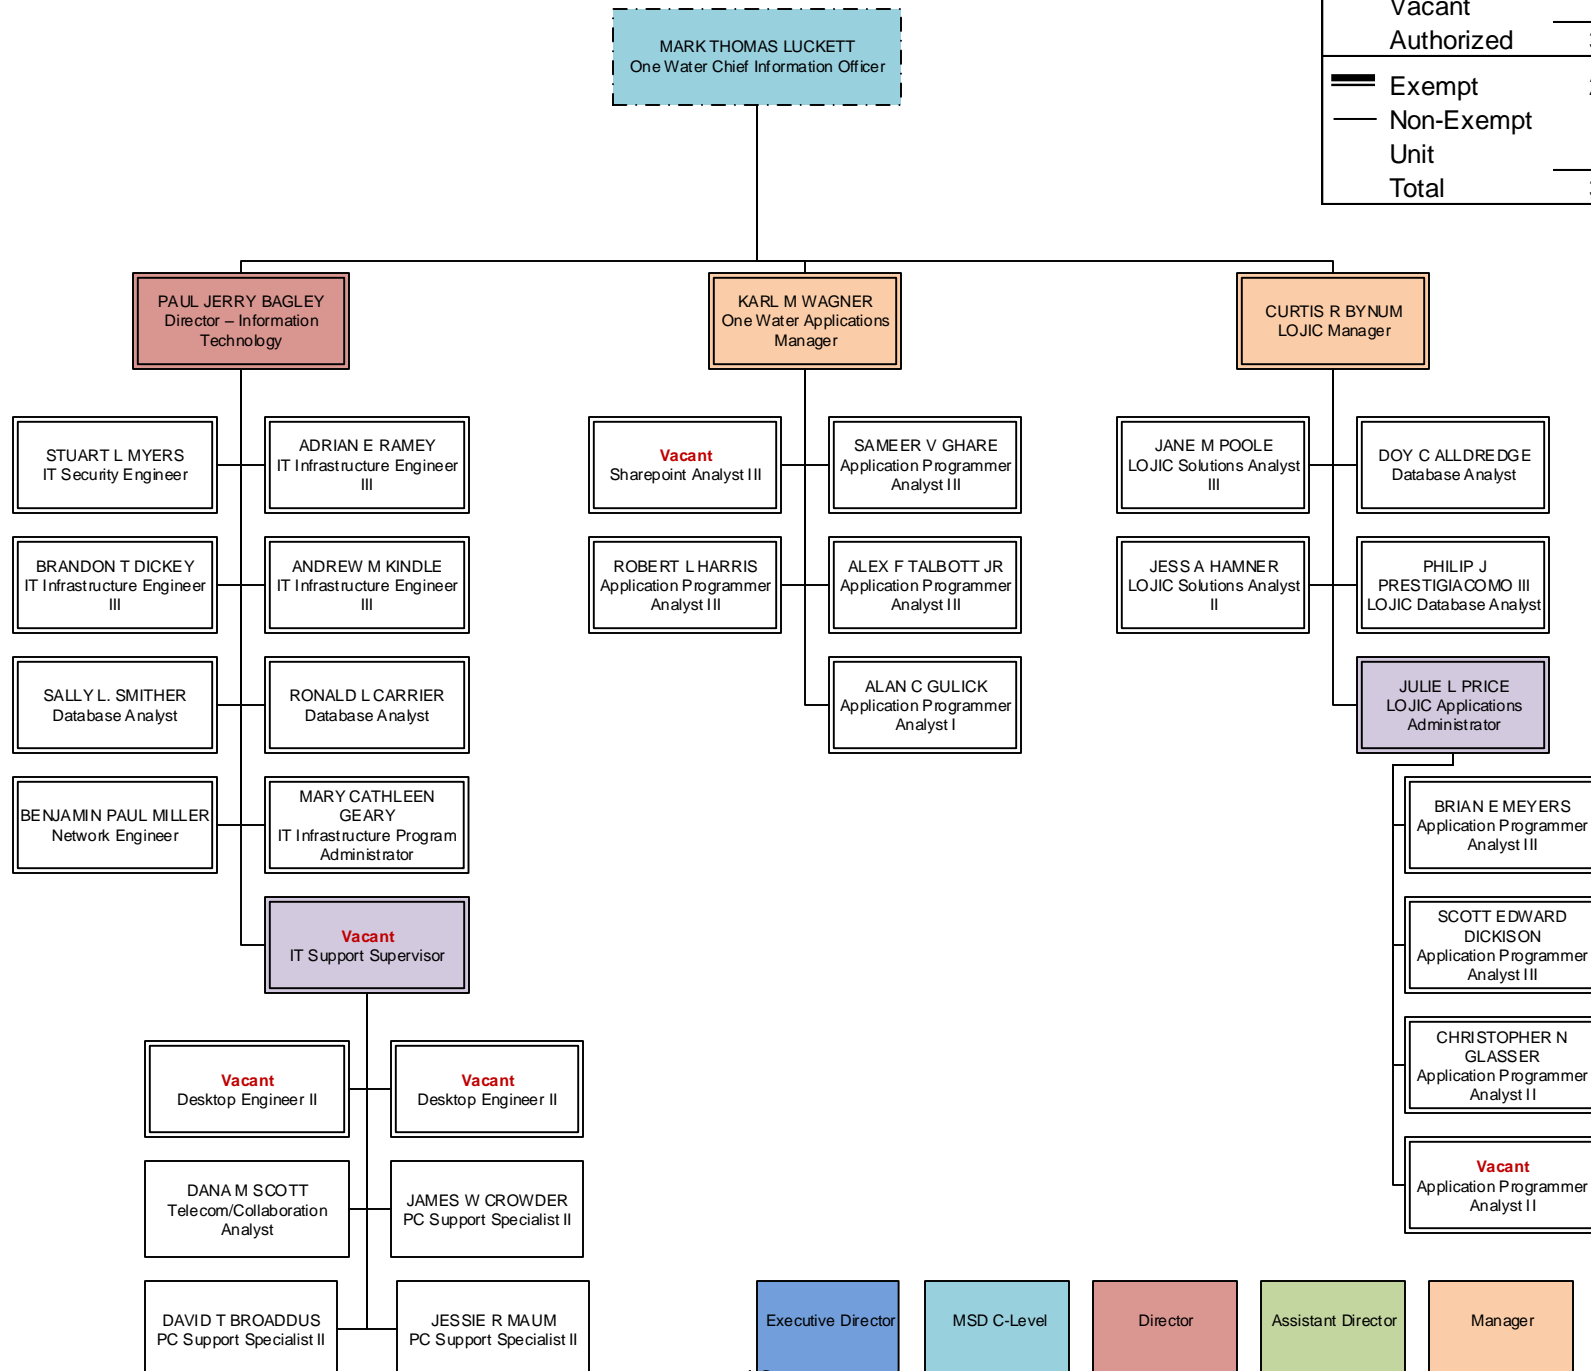 Vacant
Authorized
Exempt
Non-Exempt
Unit
Total
MARK THOMAS LUCKETT
One Water Chief Information Officer
PAUL JERRY BAGLEY
Director – Information
Technology
KARL M WAGNER
One Water Applications
Manager
CURTIS R BYNUM
LOJIC Manager
STUART L MYERS
IT Security Engineer
ADRIAN E RAMEY
IT Infrastructure Engineer
III
BRANDON T DICKEY
IT Infrastructure Engineer
III
ANDREW M KINDLE
IT Infrastructure Engineer
III
SALLY L. SMITHER
Database Analyst
RONALD L CARRIER
Database Analyst
BENJAMIN PAUL MILLER
Network Engineer
MARY CATHLEEN
GEARY
IT Infrastructure Program
Administrator
Vacant
IT Support Supervisor
Vacant
Desktop Engineer II
Vacant
Desktop Engineer II
DANA M SCOTT
Telecom/Collaboration
Analyst
JAMES W CROWDER
PC Support Specialist II
DAVID T BROADDUS
PC Support Specialist II
JESSIE R MAUM
PC Support Specialist II
Vacant
Sharepoint Analyst III
SAMEER V GHARE
Application Programmer
Analyst III
ROBERT L HARRIS
Application Programmer
Analyst III
ALEX F TALBOTT JR
Application Programmer
Analyst III
ALAN C GULICK
Application Programmer
Analyst I
JANE M POOLE
LOJIC Solutions Analyst
III
DOY C ALLDREDGE
Database Analyst
JESS A HAMNER
LOJIC Solutions Analyst
II
PHILIP J
PRESTIGIACOMO III
LOJIC Database Analyst
JULIE L PRICE
LOJIC Applications
Administrator
BRIAN E MEYERS
Application Programmer
Analyst III
SCOTT EDWARD
DICKISON
Application Programmer
Analyst III
CHRISTOPHER N
GLASSER
Application Programmer
Analyst II
Vacant
Application Programmer
Analyst II
Executive Director
MSD C-Level
Director
Assistant Director
Manager